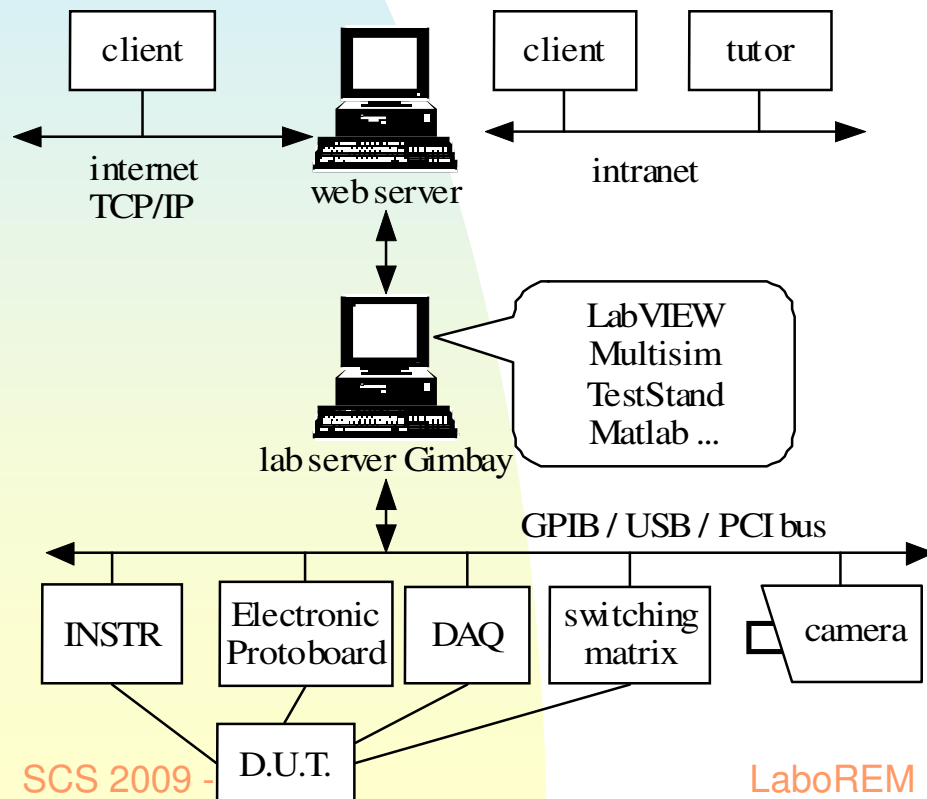 client
client
tutor
internet
TCP/IP
web server
intranet
LabVIEW
Multisim
TestStand
Matlab ...
lab server Gimbay
GPIB / USB / PCI bus
INSTR
Electronic
Protoboard
DAQ
switching
matrix
camera
D.U.T.
SCS 2009 -
LaboREM